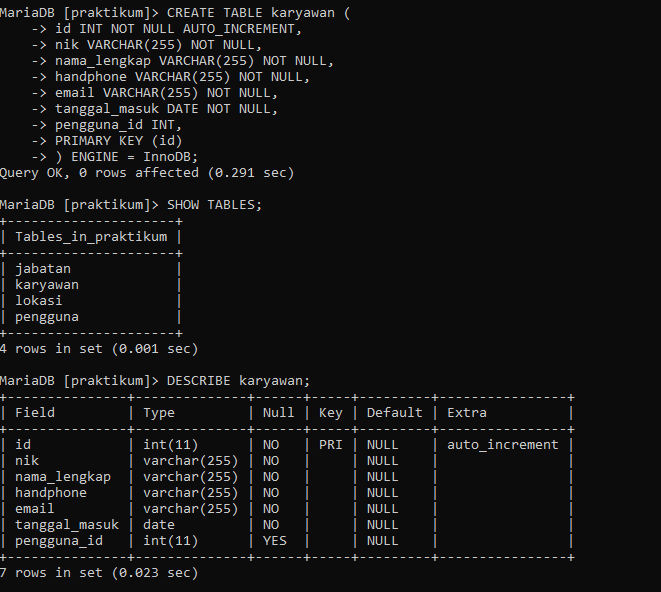 MariaDB [praktikum]> CREATE TABLE karyawan (
    -> id INT NOT NULL AUTO_INCREMENT,
    -> nik VARCHAR(255) NOT NULL,
    -> nama_lengkap VARCHAR(255) NOT NULL,
    -> handphone VARCHAR(255) NOT NULL,
    -> email VARCHAR(255) NOT NULL,
    -> tanggal_masuk DATE NOT NULL,
    -> pengguna_id INT,
    -> PRIMARY KEY (id)
    -> ) ENGINE = InnoDB;
Query OK, 0 rows affected (0.291 sec)

MariaDB [praktikum]> SHOW TABLES;
+---------------------+
| Tables_in_praktikum |
+---------------------+
| jabatan             |
| karyawan            |
| lokasi              |
| pengguna            |
+---------------------+
4 rows in set (0.001 sec)

MariaDB [praktikum]> DESCRIBE karyawan;
+---------------+--------------+------+-----+---------+----------------+
| Field         | Type         | Null | Key | Default | Extra          |
+---------------+--------------+------+-----+---------+----------------+
| id            | int(11)      | NO   | PRI | NULL    | auto_increment |
| nik           | varchar(255) | NO   |     | NULL    |                |
| nama_lengkap  | varchar(255) | NO   |     | NULL    |                |
| handphone     | varchar(255) | NO   |     | NULL    |                |
| email         | varchar(255) | NO   |     | NULL    |                |
| tanggal_masuk | date         | NO   |     | NULL    |                |
| pengguna_id   | int(11)      | YES  |     | NULL    |                |
+---------------+--------------+------+-----+---------+----------------+
7 rows in set (0.023 sec)